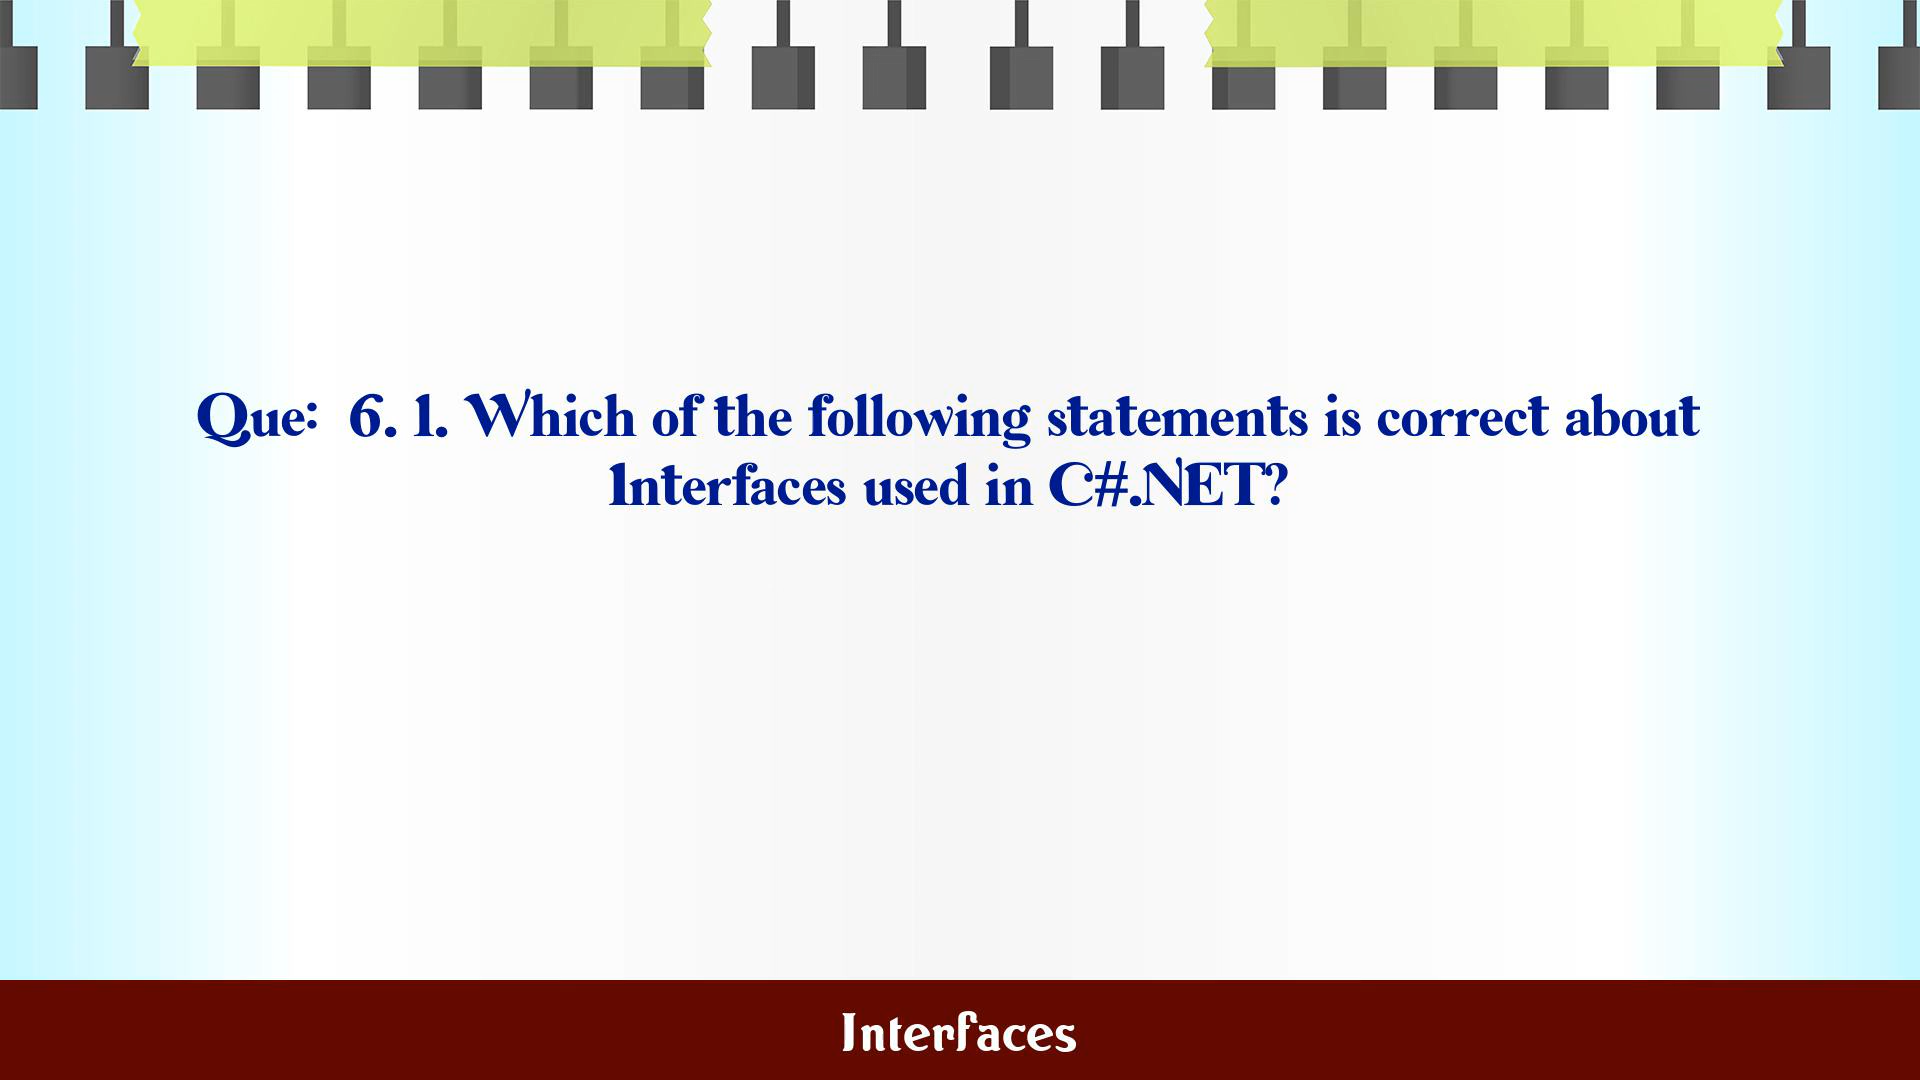 Que:  6. 1. Which of the following statements is correct about
Interfaces used in C#.NET?
Interfaces